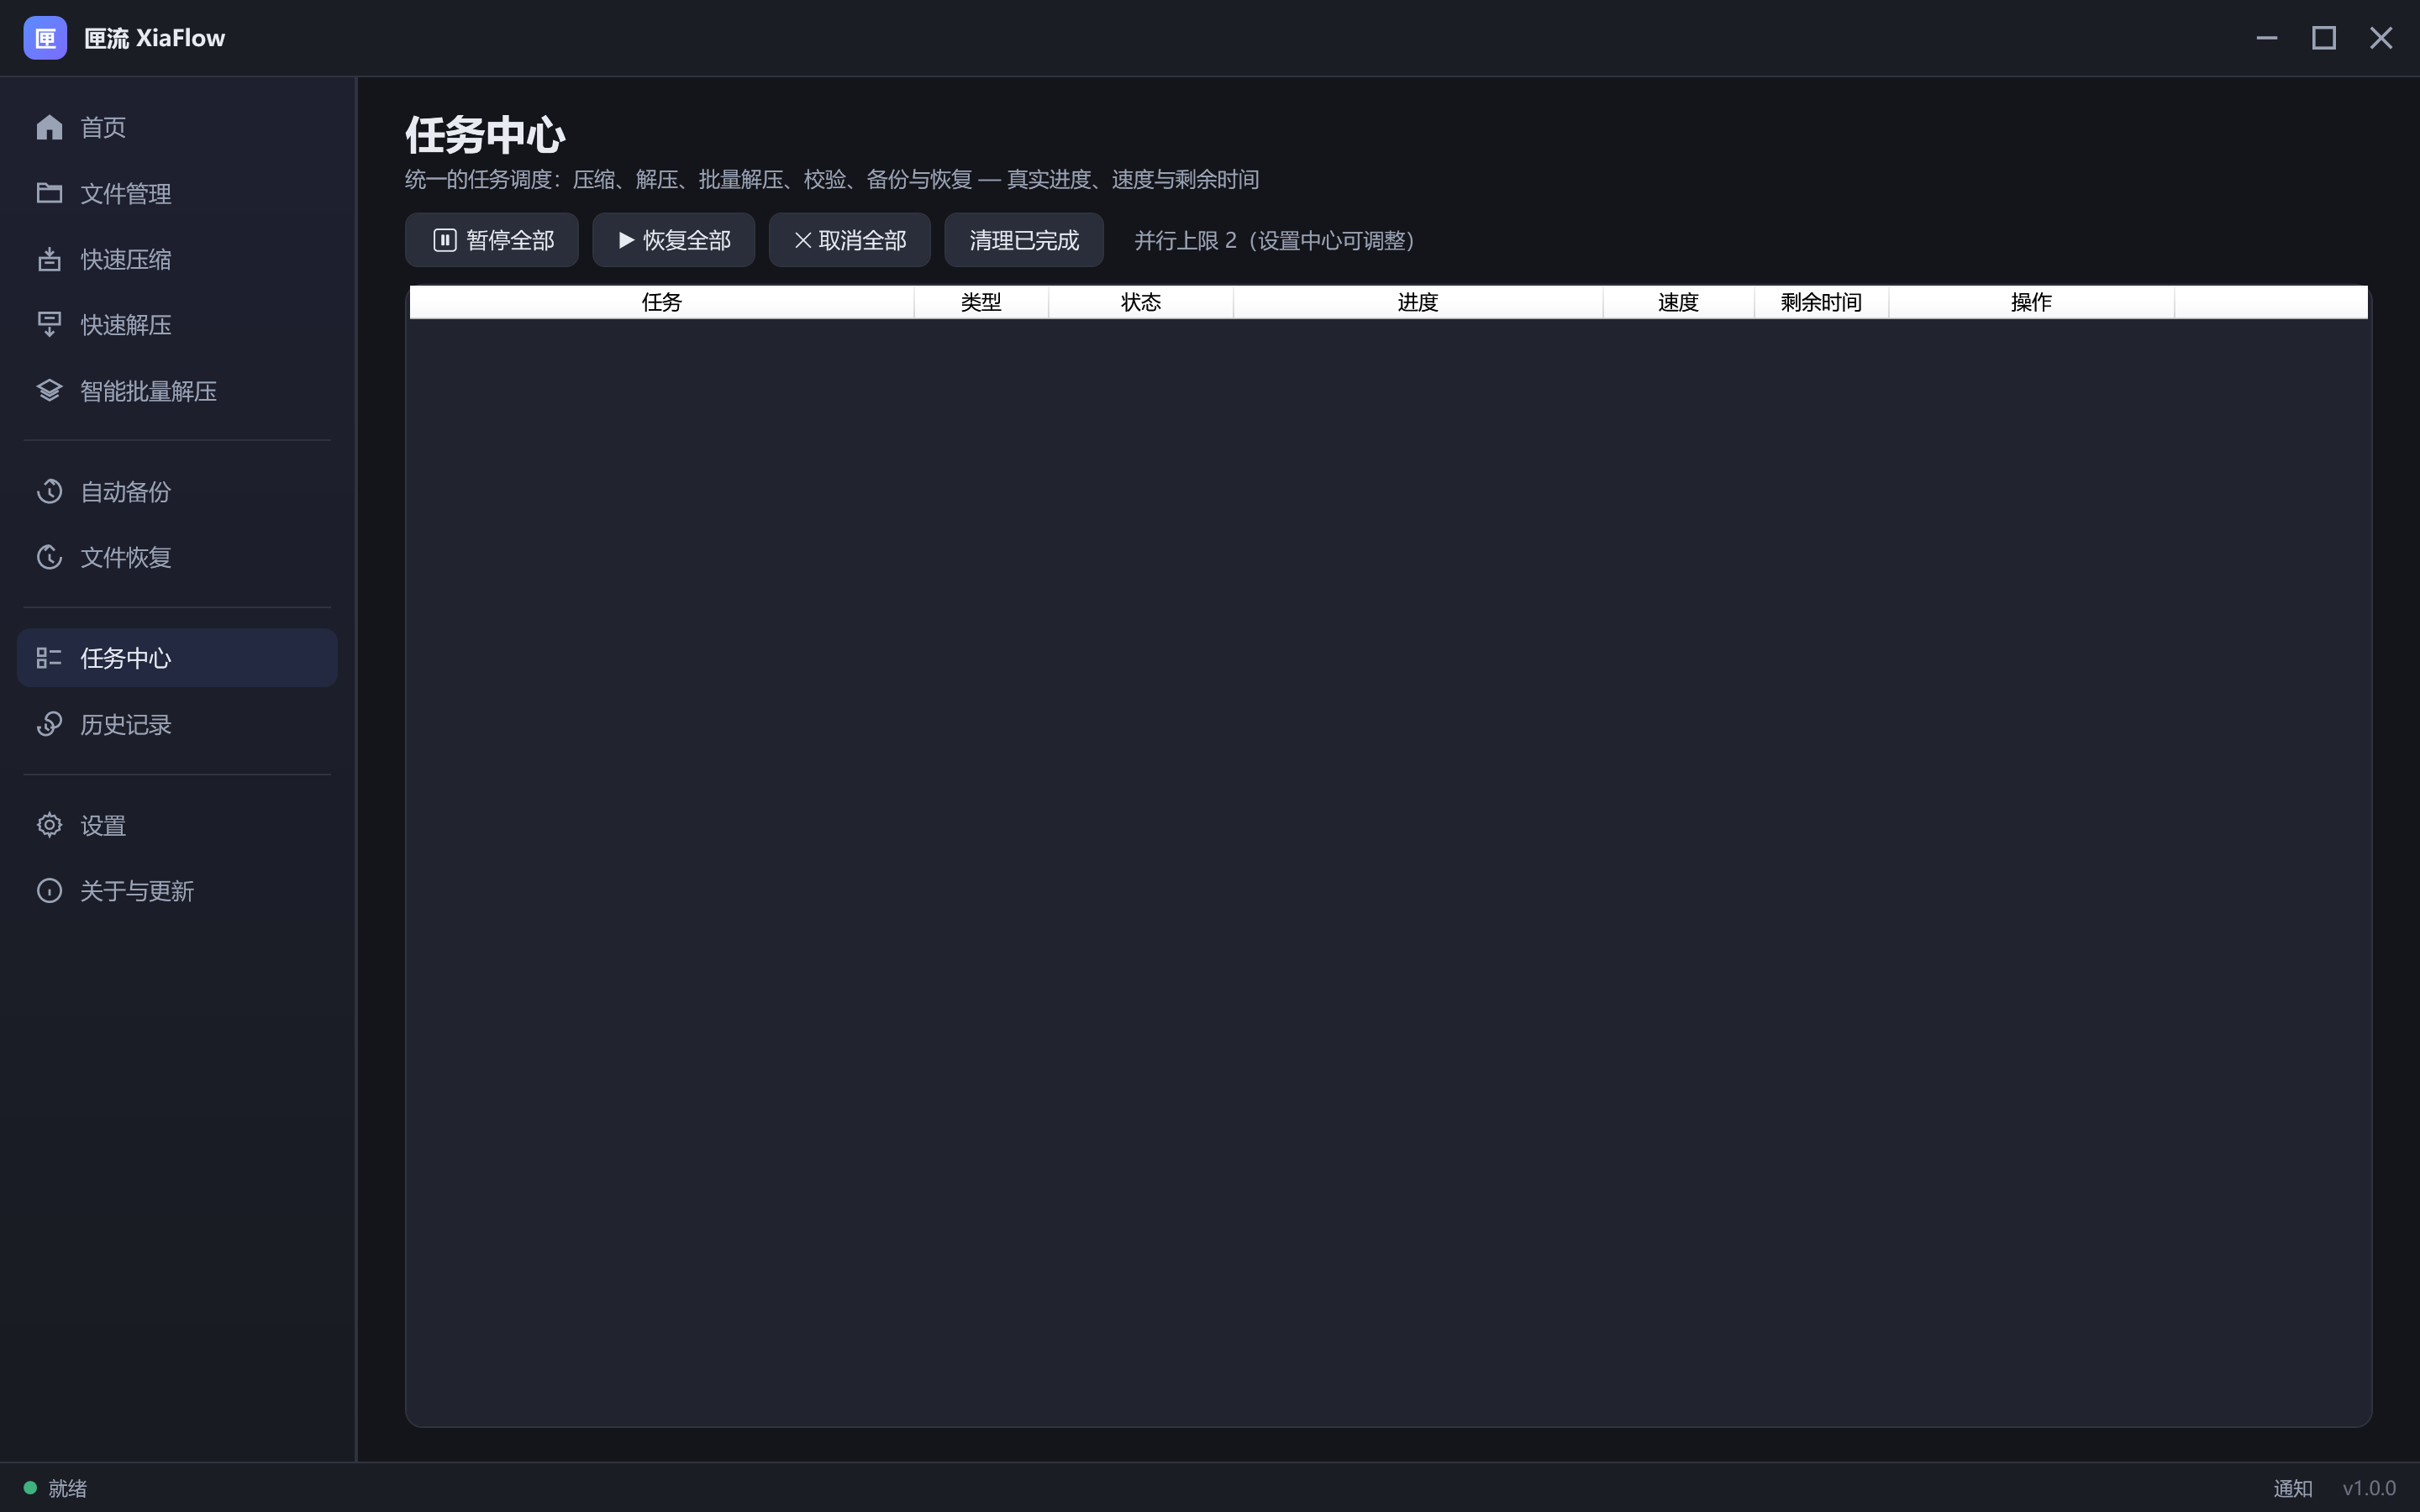 匣 匣流 XiaFlow
首页
文件管理
快速压缩
快速解压
智能批量解压
自动备份
文件恢复
任务中心
历史记录
设置
关于与更新
任务中心
统一的任务调度：压缩、解压、批量解压、校验、备份与恢复 — 真实进度、速度与剩余时间
暂停全部 恢复全部 取消全部 清理已完成 并行上限 2（设置中心可调整）
任务 类型 状态 进度 速度 剩余时间 操作
就绪 通知 v1.0.0